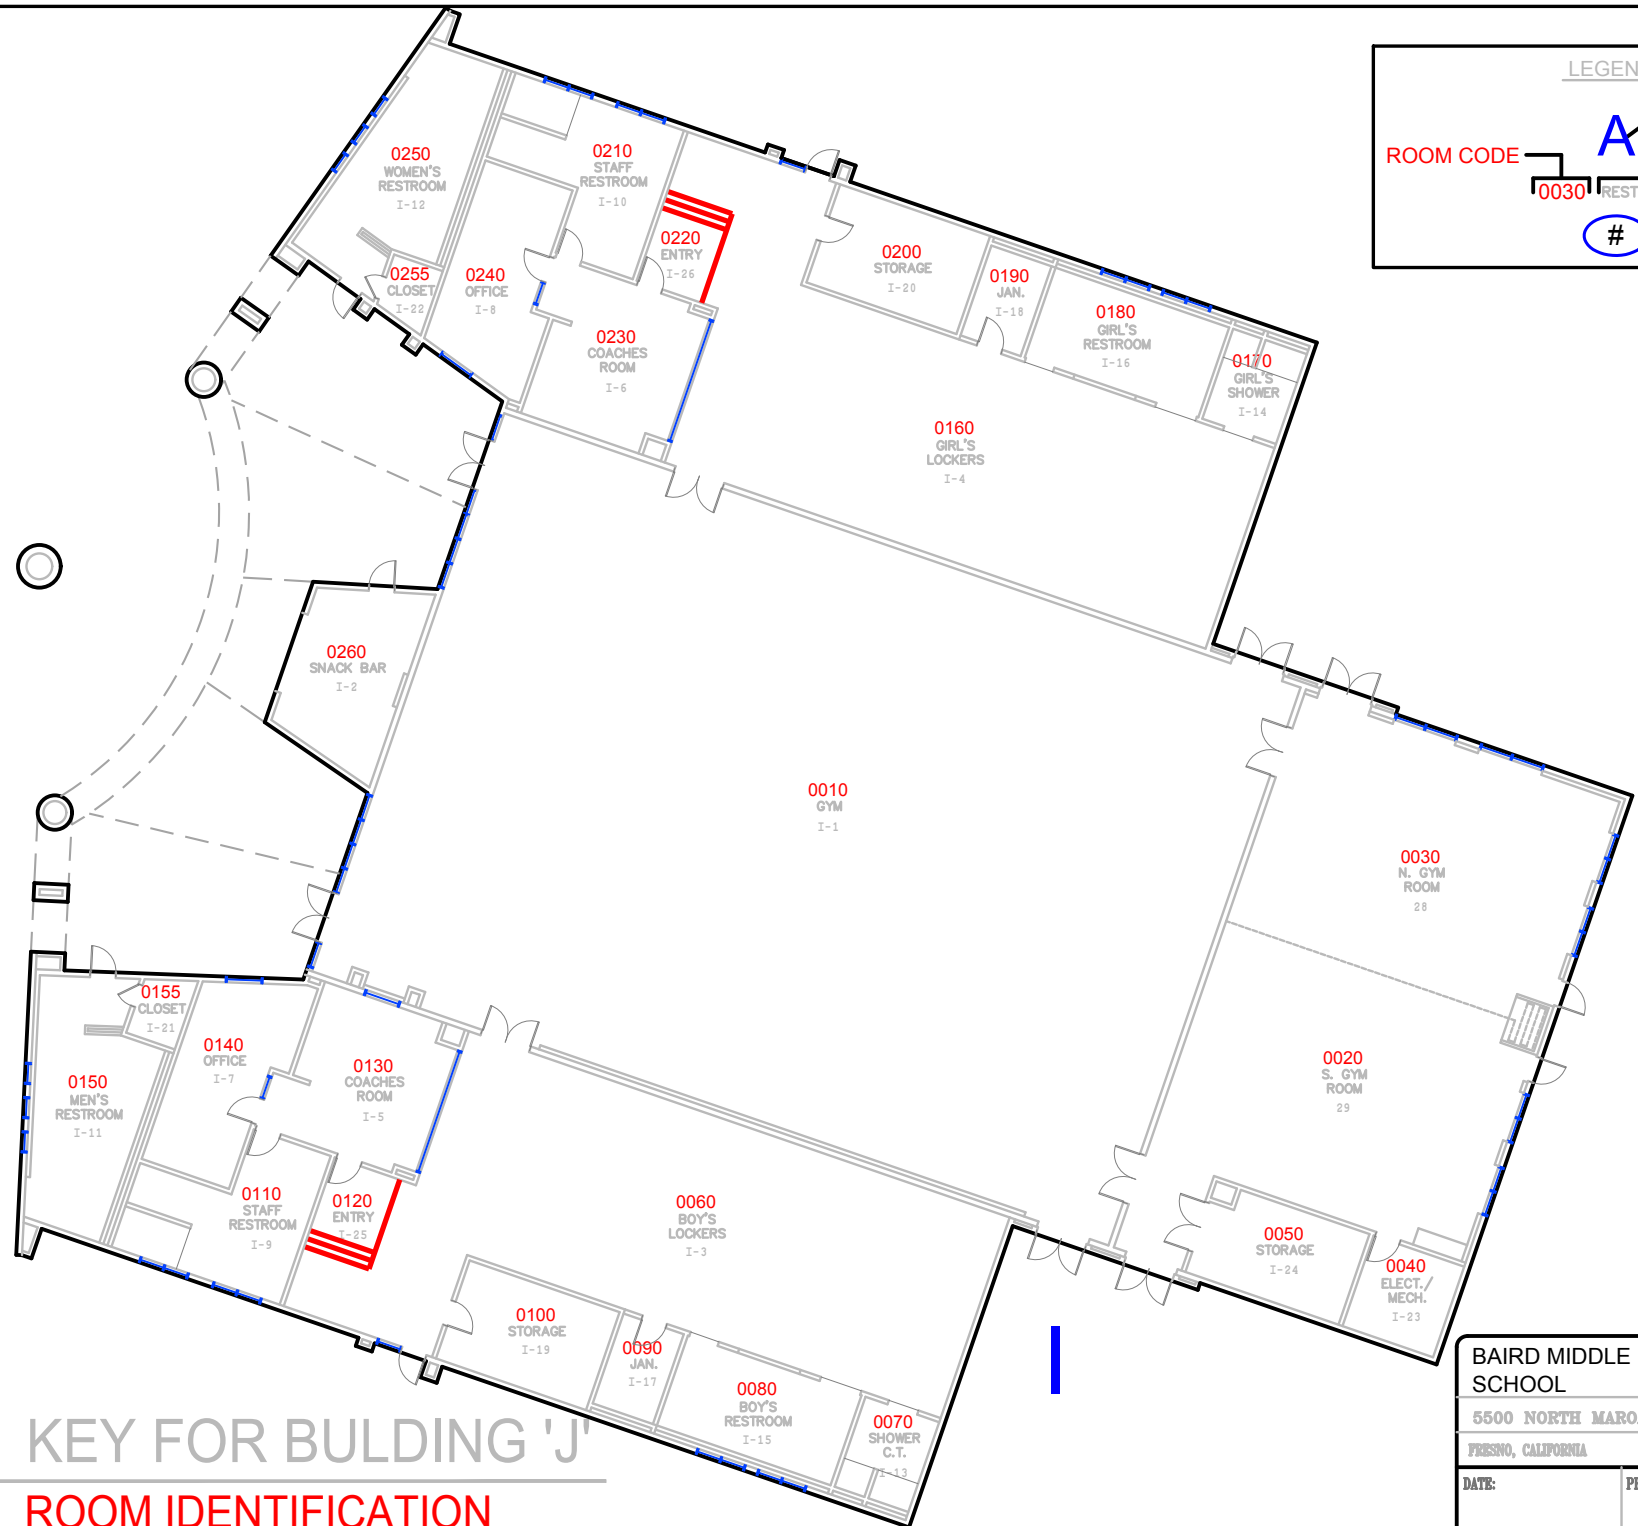 LEGEN
A
ROOM CODE
0030 REST
#
0250
WOMEN'S
RESTROOM
I-12
0210
STAFF
RESTROOM
I-10
0220
ENTRY
I-26
0255
CLOSET
I-22
0240
OFFICE
I-8
0230
COACHES
ROOM
I-6
0200
STORAGE
I-20
0190
JAN.
I-18
0180
GIRL'S
RESTROOM
I-16
0170
GIRL'S
SHOWER
I-14
0160
GIRL'S
LOCKERS
I-4
0260
SNACK BAR
I-2
0010
GYM
I-1
0030
N. GYM
ROOM
28
0020
S. GYM
ROOM
29
0155
CLOSET
I-21
0140
OFFICE
I-7
0130
COACHES
ROOM
I-5
0150
MEN'S
RESTROOM
I-11
0110
STAFF
RESTROOM
I-9
0120
ENTRY
I-25
0060
BOY'S
LOCKERS
I-3
0050
STORAGE
I-24
0040
ELECT./
MECH.
I-23
0100
STORAGE
I-19
0090
JAN.
I-17
0080
BOY'S
RESTROOM
I-15
0070
SHOWER
C.T.
I-13
I
KEY FOR BULDING 'J'
ROOM IDENTIFICATION
BAIRD MIDDLE
SCHOOL
5500 NORTH MARO
FRESNO, CALIFORNIA
DATE: